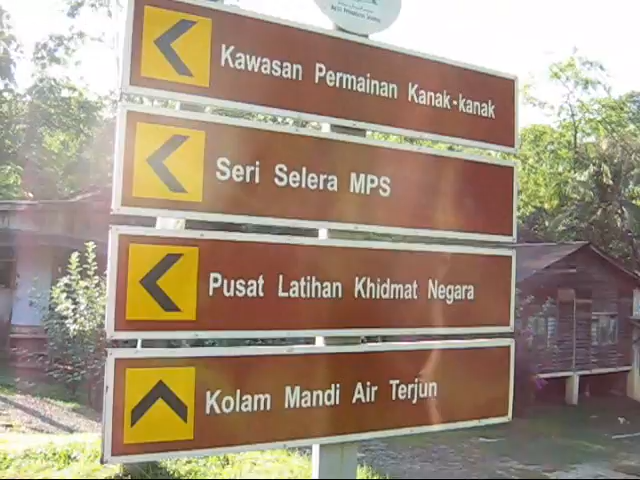 Kawasan Permainan Kanak-kanak
Seri Selera MPS
Pusat Latihan Khidmat Negara
Kolam Mandi Air Terjun